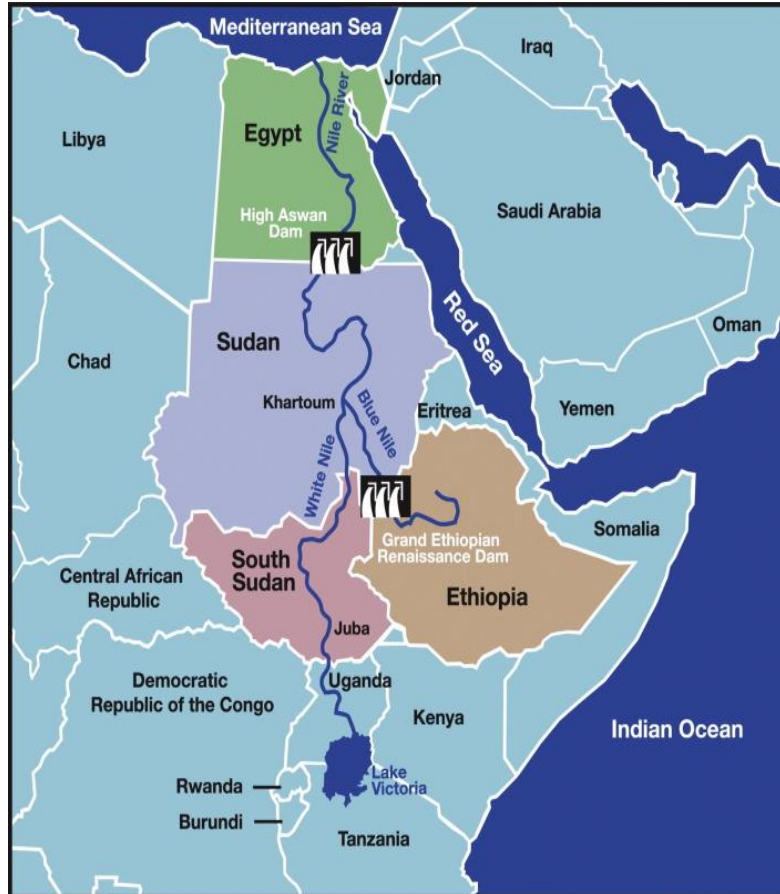 Mediterranean Sea
Iraq
Jordan
Nile River
Libya
Egypt
Saudi Arabia
High Aswan
Dam
Red Sea
Oman
Sudan
Chad
Khartoum
Blue Nile
Eritrea
Yemen
White Nile
Somalia
Grand Ethiopian
Renaissance Dam
South
Sudan
Central African
Republic
Ethiopia
Juba
Democratic
Republic of the Congo
Uganda
Kenya
Indian Ocean
Rwanda
Lake
Victoria
Burundi
Tanzania